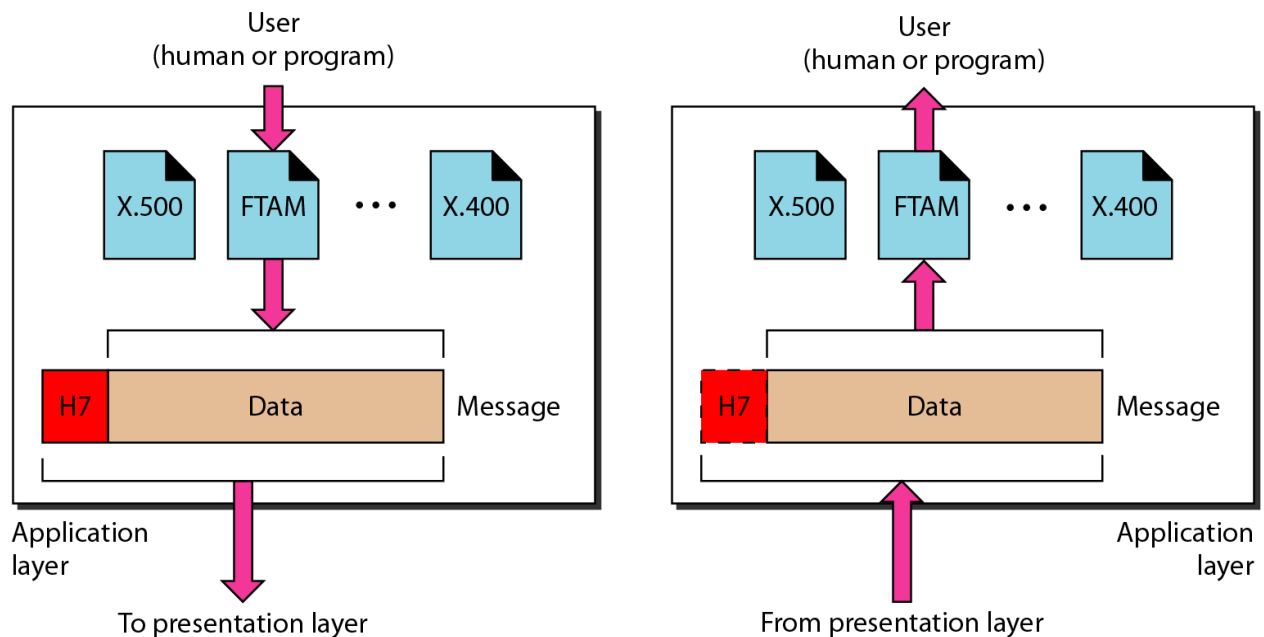 User
(human or program)
X.500
FTAM
...
X.400
H7
Data
Message
Application
layer
To presentation layer
User
(human or program)
X.500
FTAM
...
X.400
H7
Data
Message
Application
layer
From presentation layer